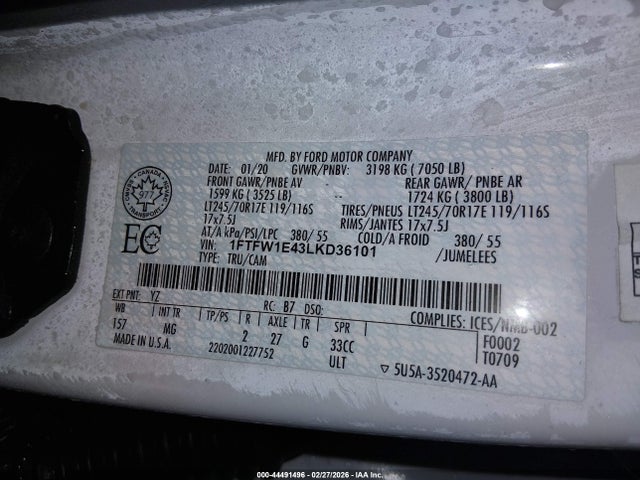 MFD. BY FORD MOTOR COMPANY
DATE: 01/20 GVWR/PNBV: 3198 KG ( 7050 LB)
FRONT GAWR/PNBE AV REAR GAWR/ PNBE AR
1599 KG ( 3525 LB) 1724 KG ( 3800 LB)
LT245/70R17E 119/116S TIRES/PNEUS LT245/70R17E 119/116S
17x7.5J RIMS/JANTES 17x7.5J
AT/A kPa/PSI/LPC 380/ 55 COLD/A FROID 380/ 55
VIN: 1FTFW1E43LKD36101 /JUMELEES
TYPE: TRU/CAM
CANADA
977
TRANSPORT
EC
EXT PNT: YZ RC: B7 DSO: COMPLIES: ICES/NMB-002
WB INT TR TP/PS R AXLE TR SPR F0002
157 MG 2 27 G 33CC T0709
MADE IN U.S.A. 2202001227752 ULT ▽ 5U5A-3520472-AA
000-44491496 - 02/27/2026 - IAA Inc.